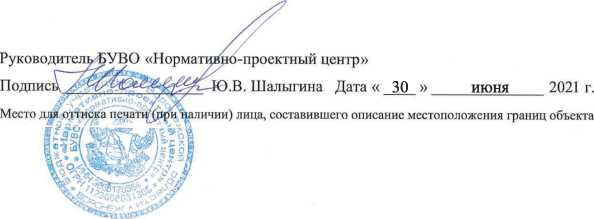 Руководитель БУВО «Нормативно-проектный центр»
Подпись Ю.В. Шалыгина Дата « 30 » июня 2021 г.
Место для оттиска печати (при наличии) лица, составившего описание местоположения границ объекта